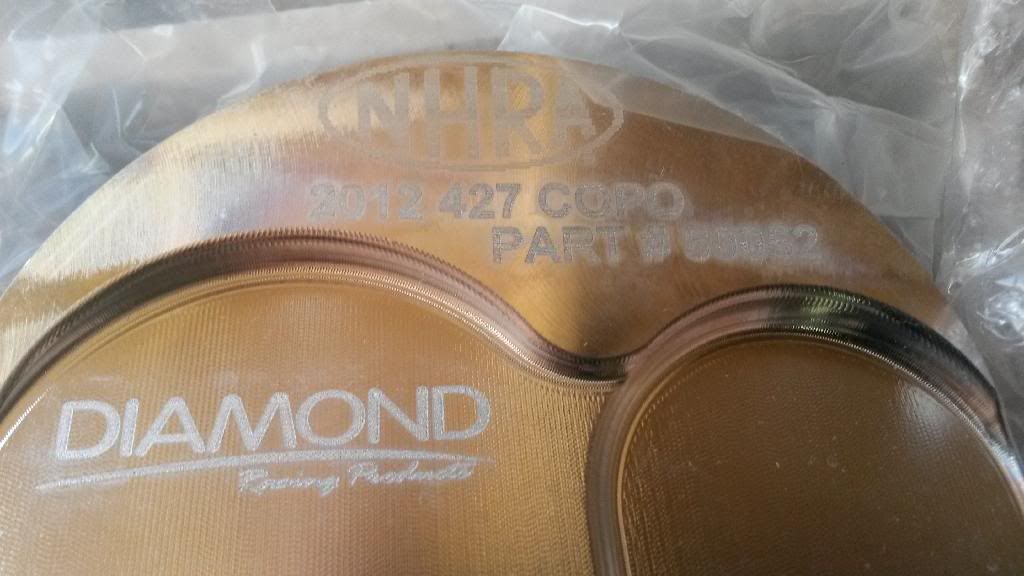 NHRA
2012 427 COPO
PART #
DIAMOND
Racing Products